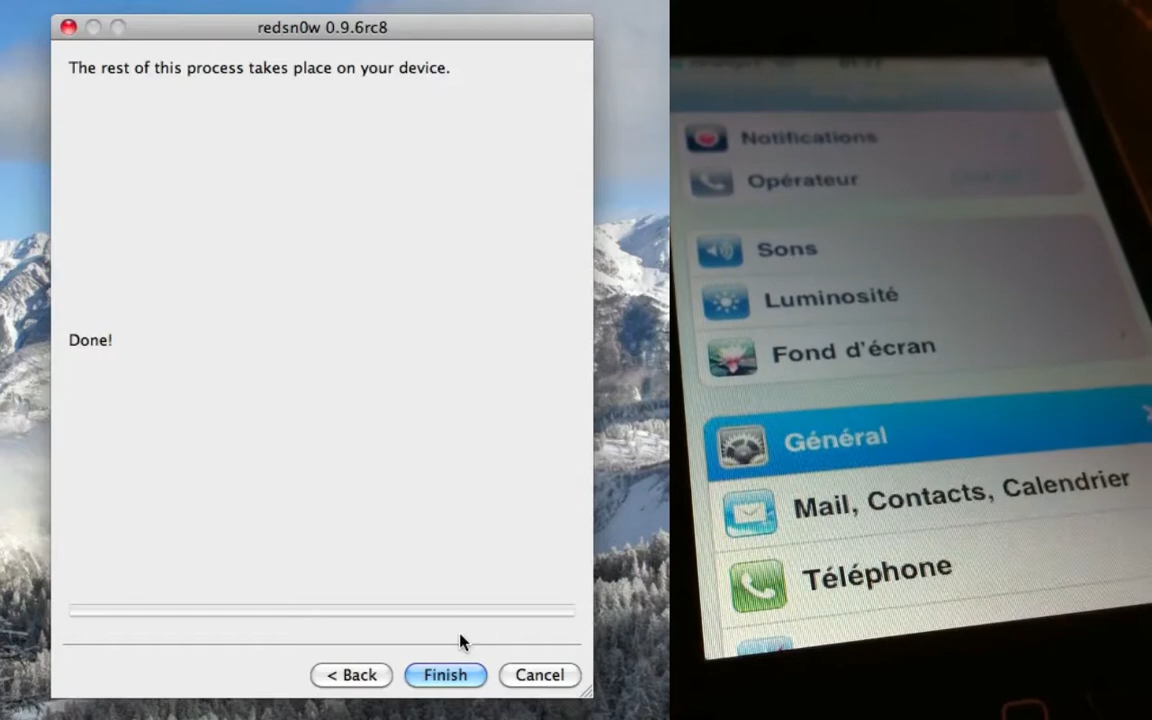 redsn0w 0.9.6rc8
The rest of this process takes place on your device.
Done!
< Back
Finish
Cancel
Notifications
Opérateur
Sons
Luminosité
Fond d'écran
Général
Mail, Contacts, Calendrier
Téléphone